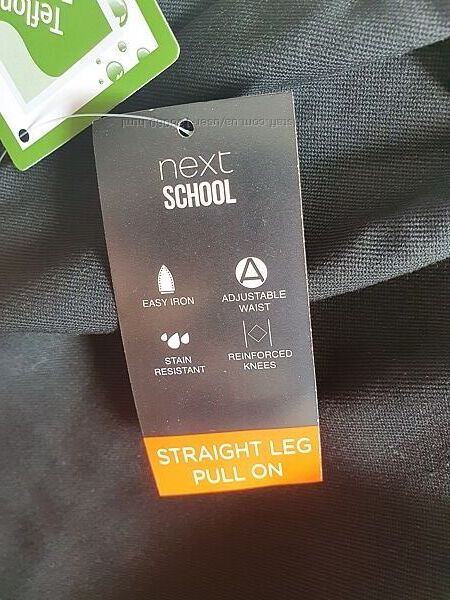 Teflon
next
SCHOOL
EASY IRON
ADJUSTABLE
WAIST
STAIN
RESISTANT
REINFORCED
KNEES
STRAIGHT LEG
PULL ON